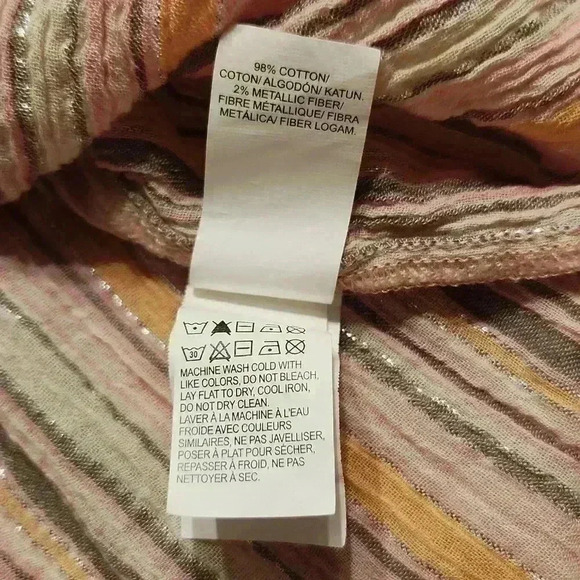 98% COTTON/
COTON/ ALGODÓN/ KATUN.
2% METALLIC FIBER/
FIBRE MÉTALLIQUE/ FIBRA
METÁLICA/ FIBER LOGAM.
30
MACHINE WASH COLD WITH
LIKE COLORS, DO NOT BLEACH,
LAY FLAT TO DRY, COOL IRON,
DO NOT DRY CLEAN.
LAVER À LA MACHINE À L'EAU
FROIDE AVEC COULEURS
SIMILAIRES, NE PAS JAVELLISER,
POSER À PLAT POUR SÈCHER,
REPASSER À FROID, NE PAS
NETTOYER À SEC.